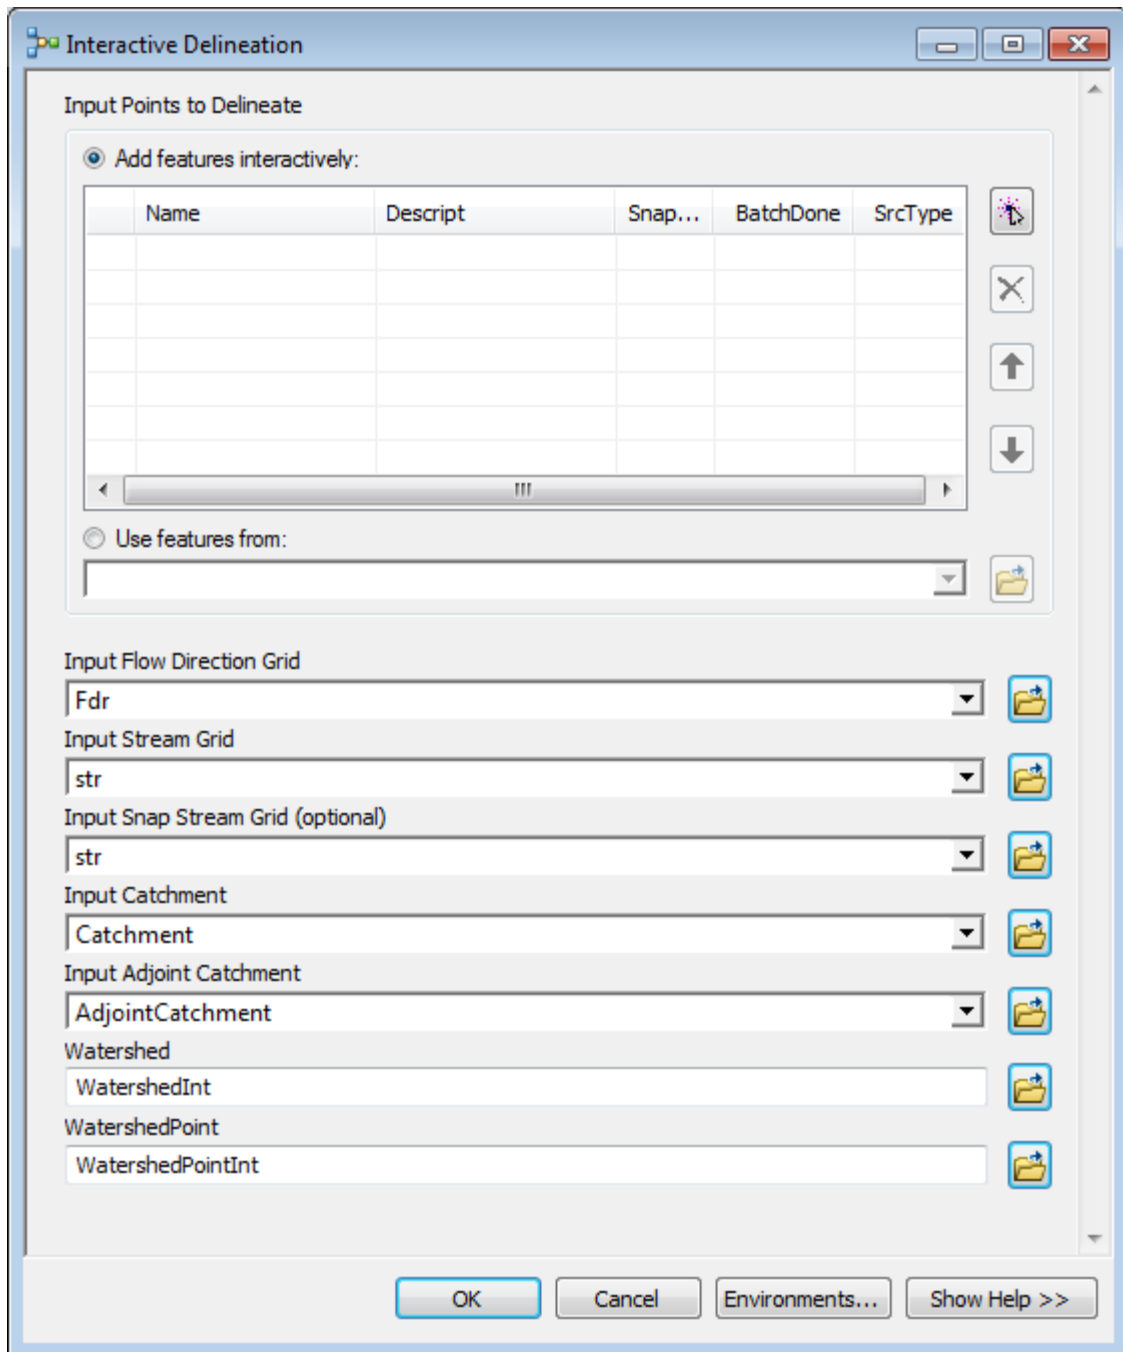 Interactive Delineation
Input Points to Delineate
Add features interactively:
Name Descript Snap... BatchDone SrcType
Use features from:
Input Flow Direction Grid
Fdr
Input Stream Grid
str
Input Snap Stream Grid (optional)
str
Input Catchment
Catchment
Input Adjoint Catchment
AdjointCatchment
Watershed
WatershedInt
WatershedPoint
WatershedPointInt
OK Cancel Environments... Show Help >>